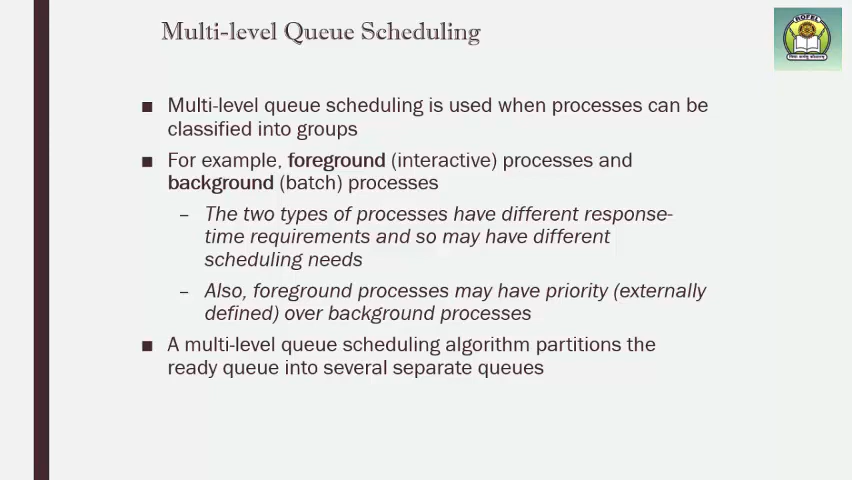 Multi-level Queue Scheduling
ROFEL
■ Multi-level queue scheduling is used when processes can be
classified into groups
■ For example, foreground (interactive) processes and
background (batch) processes
– The two types of processes have different response-
time requirements and so may have different
scheduling needs
– Also, foreground processes may have priority (externally
defined) over background processes
■ A multi-level queue scheduling algorithm partitions the
ready queue into several separate queues